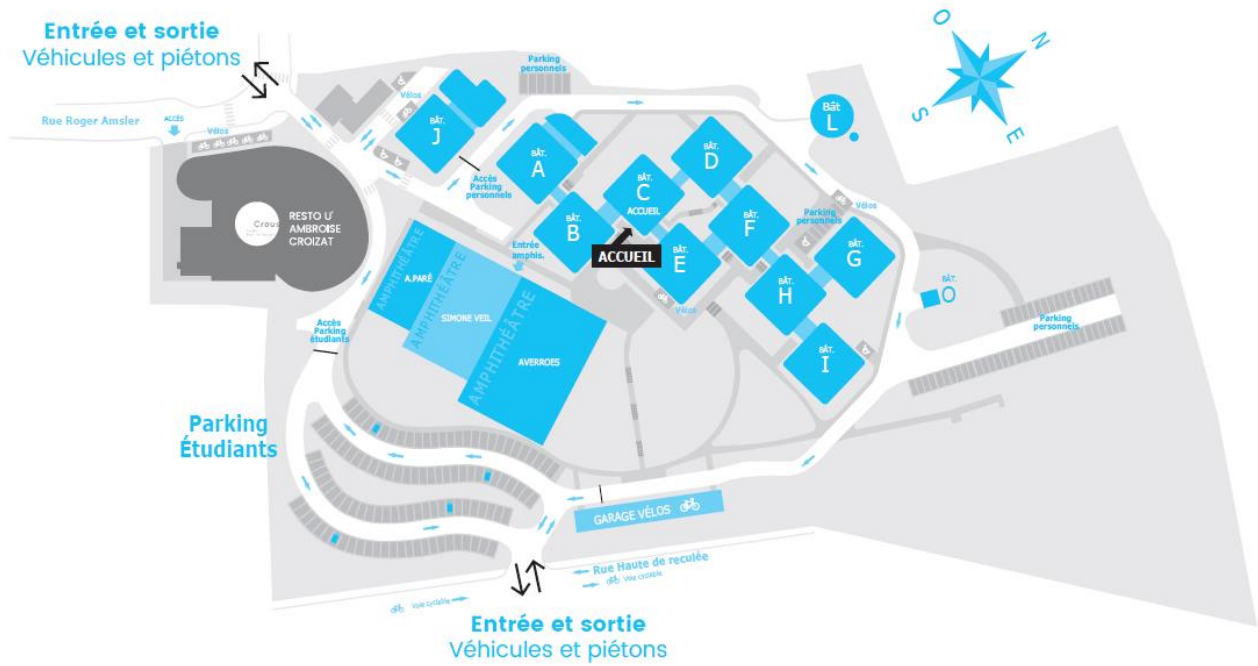 Entrée et sortie
Véhicules et piétons
Rue Roger Amsler
ACCÈS
Vélos
Crous
RESTO U'
AMBROISE
CROIZAT
Vélos
BÂT.
J
Parking
personnels
Accès
Parking
personnels
BÂT.
A
BÂT.
B
BÂT.
C
ACCUEIL
ACCUEIL
BÂT.
D
BÂT.
E
Vélos
BÂT.
F
BÂT.
G
BÂT.
H
BÂT.
I
Bât
L
Vélos
Parking
personnels
BÂT.
O
Parking
personnels
O
N
S
E
Entrée
amphis.
AMPHITHÉÂTRE
A.PARÉ
AMPHITHÉÂTRE
SIMONE VEIL
AMPHITHÉÂTRE
AVERROES
Accès
Parking
étudiants
Parking
Étudiants
GARAGE VÉLOS
Rue Haute de reculée
Voie cyclable
Voie cyclable
Entrée et sortie
Véhicules et piétons